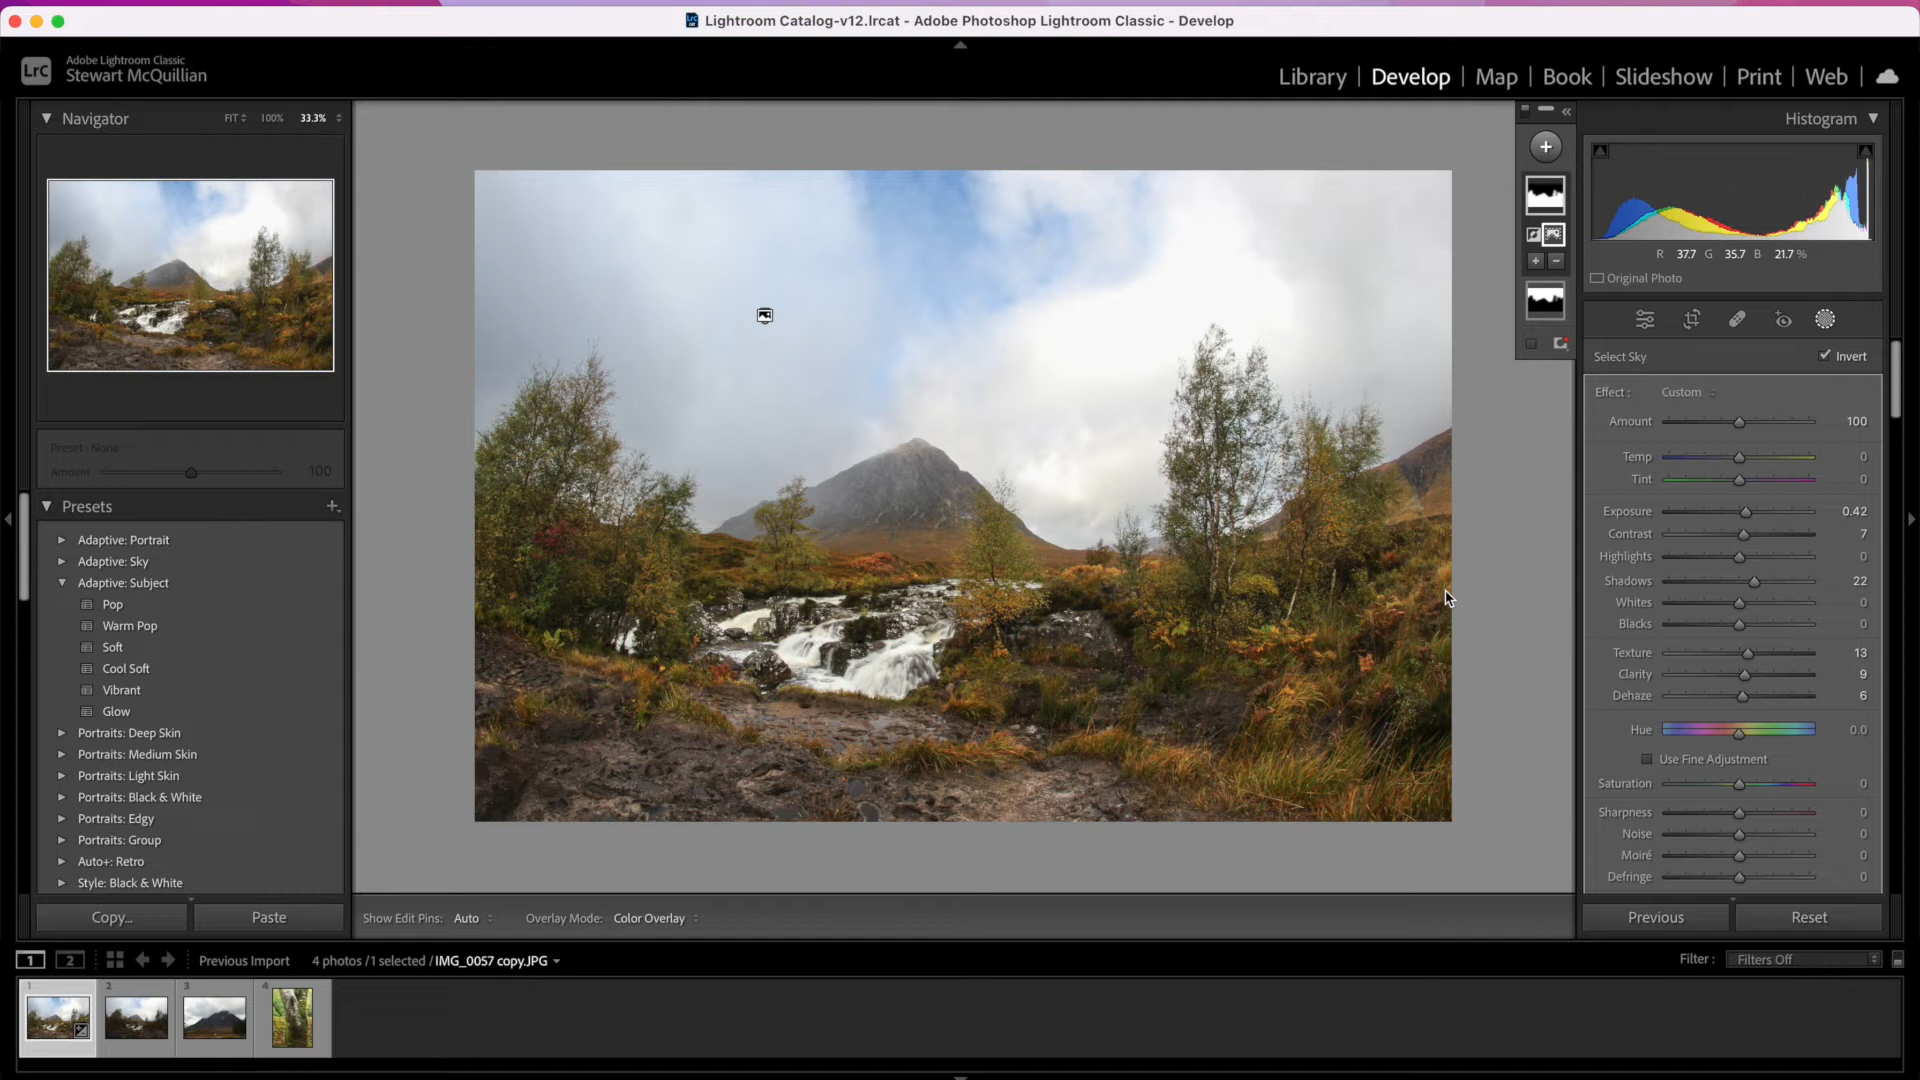 Lightroom Catalog-v12.lrcat - Adobe Photoshop Lightroom Classic - Develop
LrC
Adobe Lightroom Classic
Stewart McQuillian
Library | Develop | Map | Book | Slideshow | Print | Web
Navigator
FIT
100%
33.3%
Preset - None
Amount
100
Presets
Adaptive: Portrait
Adaptive: Sky
Adaptive: Subject
Pop
Warm Pop
Soft
Cool Soft
Vibrant
Glow
Portraits: Deep Skin
Portraits: Medium Skin
Portraits: Light Skin
Portraits: Black & White
Portraits: Edgy
Portraits: Group
Auto+: Retro
Style: Black & White
Copy...
Paste
Show Edit Pins: Auto
Overlay Mode: Color Overlay
Histogram
R 37.7 G 35.7 B 21.7 %
Original Photo
Select Sky
Invert
Effect : Custom
Amount 100
Temp 0
Tint 0
Exposure 0.42
Contrast 7
Highlights 0
Shadows 22
Whites 0
Blacks 0
Texture 13
Clarity 9
Dehaze 6
Hue 0.0
Use Fine Adjustment
Saturation 0
Sharpness 0
Noise 0
Moiré 0
Defringe 0
Previous
Reset
1
2
Previous Import
4 photos /1 selected /IMG_0057 copy.JPG
Filter : Filters Off
1
2
3
4